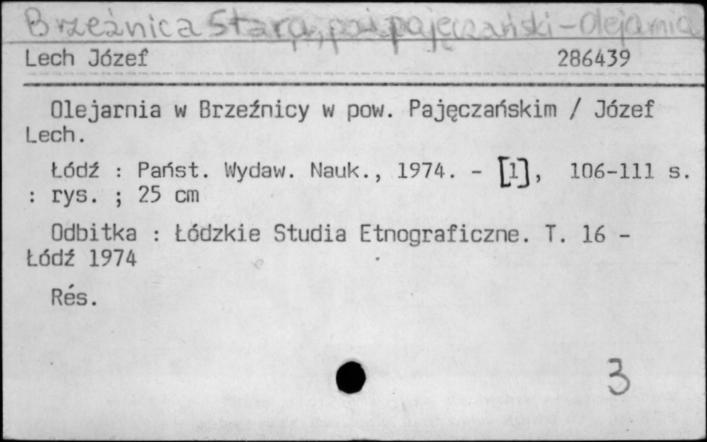 Brzeźnica Stara, pow. pajęczański - Olejarnia
Lech Józef 286439
Olejarnia w Brzeźnicy w pow. Pajęczańskim / Józef
Lech.
Łódź : Państ. Wydaw. Nauk., 1974. - [1], 106-111 s.
: rys. ; 25 cm
Odbitka : Łódzkie Studia Etnograficzne. T. 16 -
Łódź 1974
Rés.
3